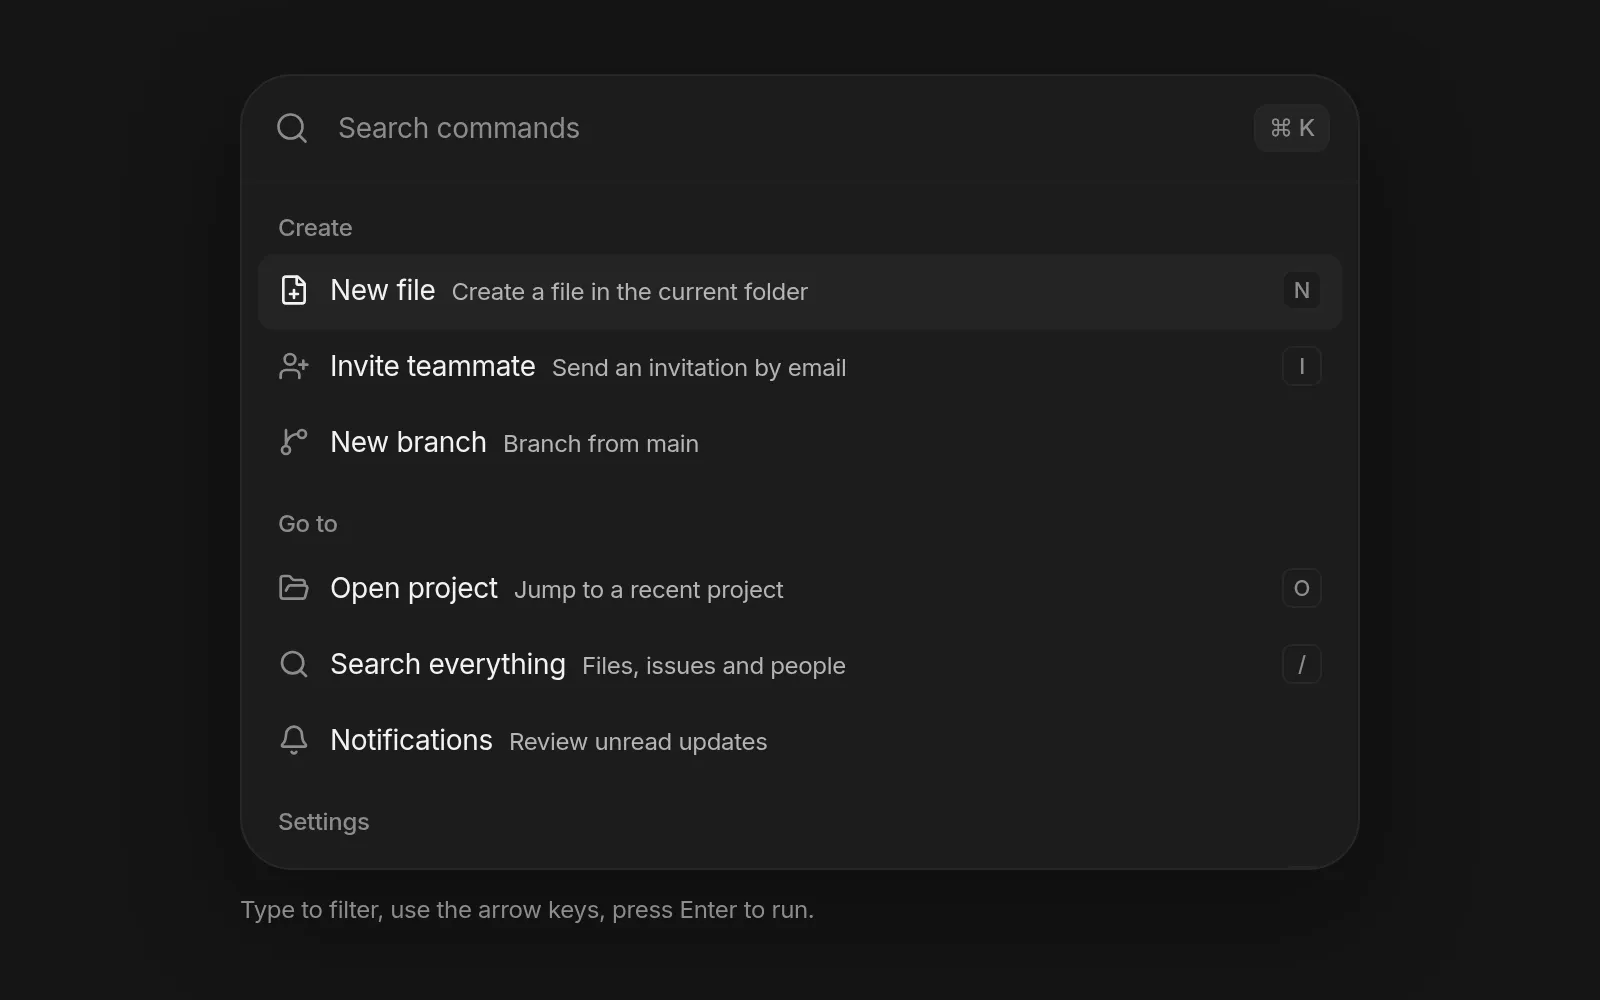 Search commands ⌘ K
Create
New file Create a file in the current folder N
Invite teammate Send an invitation by email I
New branch Branch from main
Go to
Open project Jump to a recent project O
Search everything Files, issues and people /
Notifications Review unread updates
Settings
Type to filter, use the arrow keys, press Enter to run.